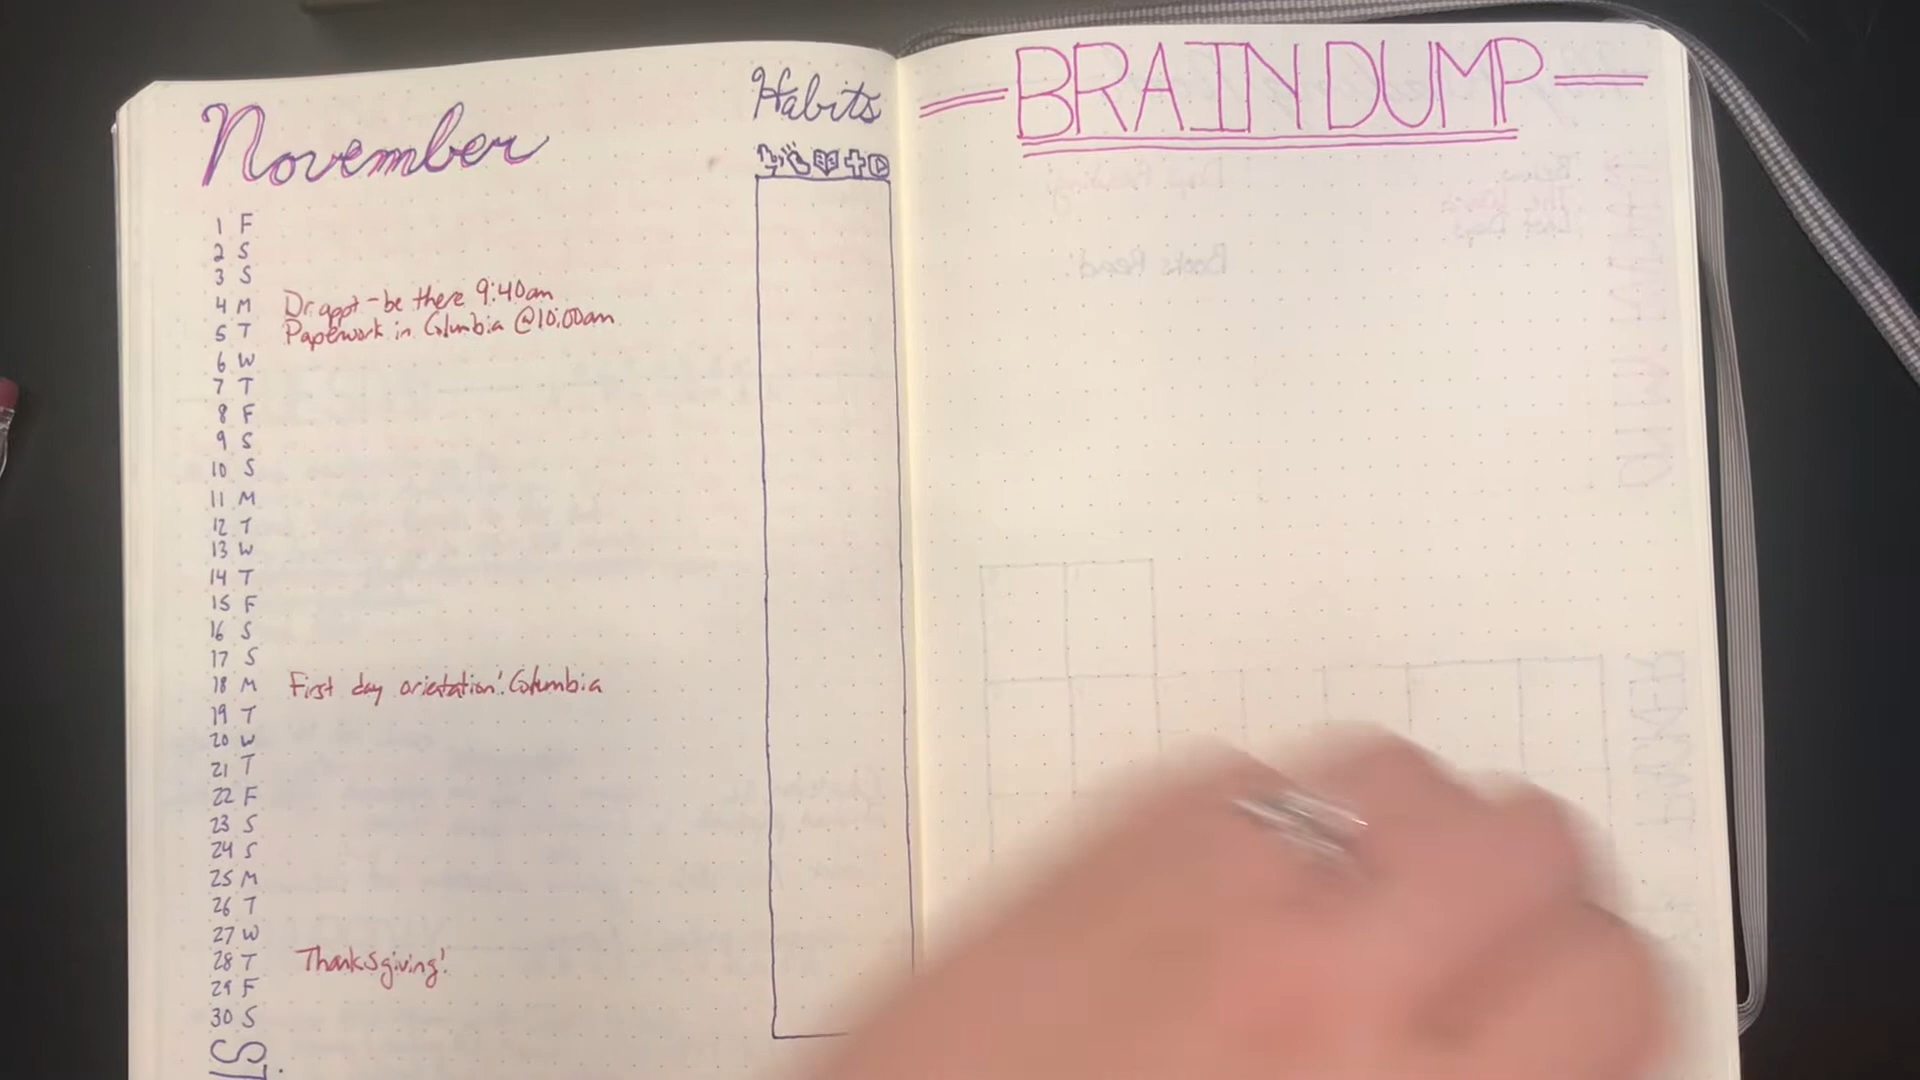 November
Habits
1 F
2 S
3 S
4 M Dr. appt - be there 9:40am
5 T Paperwork in Columbia @10:00am
6 W
7 T
8 F
9 S
10 S
11 M
12 T
13 W
14 T
15 F
16 S
17 S
18 M First day orientation! Columbia
19 T
20 W
21 T
22 F
23 S
24 S
25 M
26 T
27 W
28 T Thanksgiving!
29 F
30 S
BRAIN DUMP
Books Read: